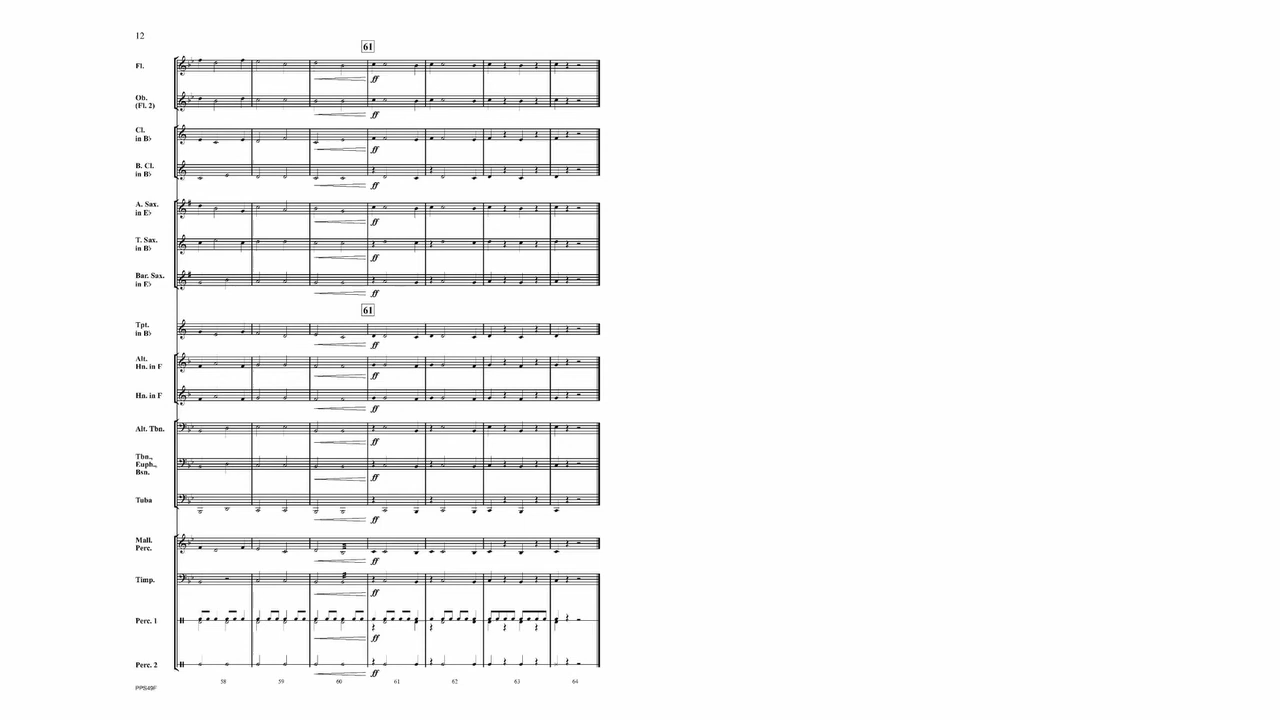 12
61
Fl.
ff
Ob.
(Fl. 2)
ff
Cl.
in B♭
ff
B. Cl.
in B♭
ff
A. Sax.
in E♭
ff
T. Sax.
in B♭
ff
Bar. Sax.
in E♭
ff
61
Tpt.
in B♭
ff
Alt.
Hn. in F
ff
Hn. in F
ff
Alt. Tbn.
ff
Tbn.,
Euph.,
Bsn.
ff
Tuba
ff
Mall.
Perc.
ff
Timp.
ff
Perc. 1
ff
Perc. 2
ff
58 59 60 61 62 63 64
PPS49F